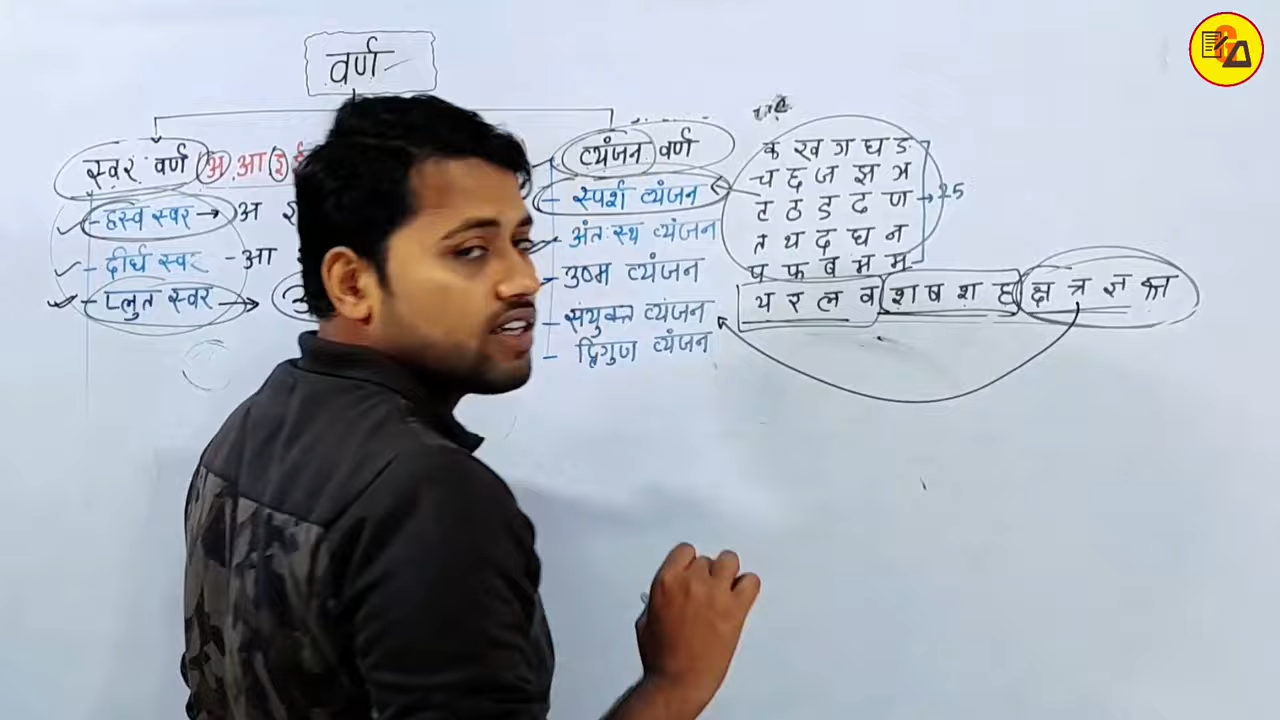 वर्ण
स्वर वर्ण अ आ इ
- ह्रस्व स्वर → अ
- दीर्घ स्वर - आ
- प्लुत स्वर →
व्यंजन वर्ण
- स्पर्श व्यंजन
- अंतःस्थ व्यंजन
- उष्म व्यंजन
- संयुक्त व्यंजन
- द्विगुण व्यंजन
क ख ग घ ङ
च छ ज झ ञ
ट ठ ड ढ ण → 25
त थ द ध न
प फ ब भ म
य र ल व श ष श ह क्ष त्र ज्ञ